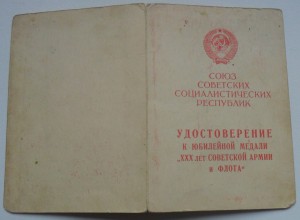 СОЮЗ
СОВЕТСКИХ
СОЦИАЛИСТИЧЕСКИХ
РЕСПУБЛИК
УДОСТОВЕРЕНИЕ
К ЮБИЛЕЙНОЙ МЕДАЛИ
„XXX ЛЕТ СОВЕТСКОЙ АРМИИ
И ФЛОТА“